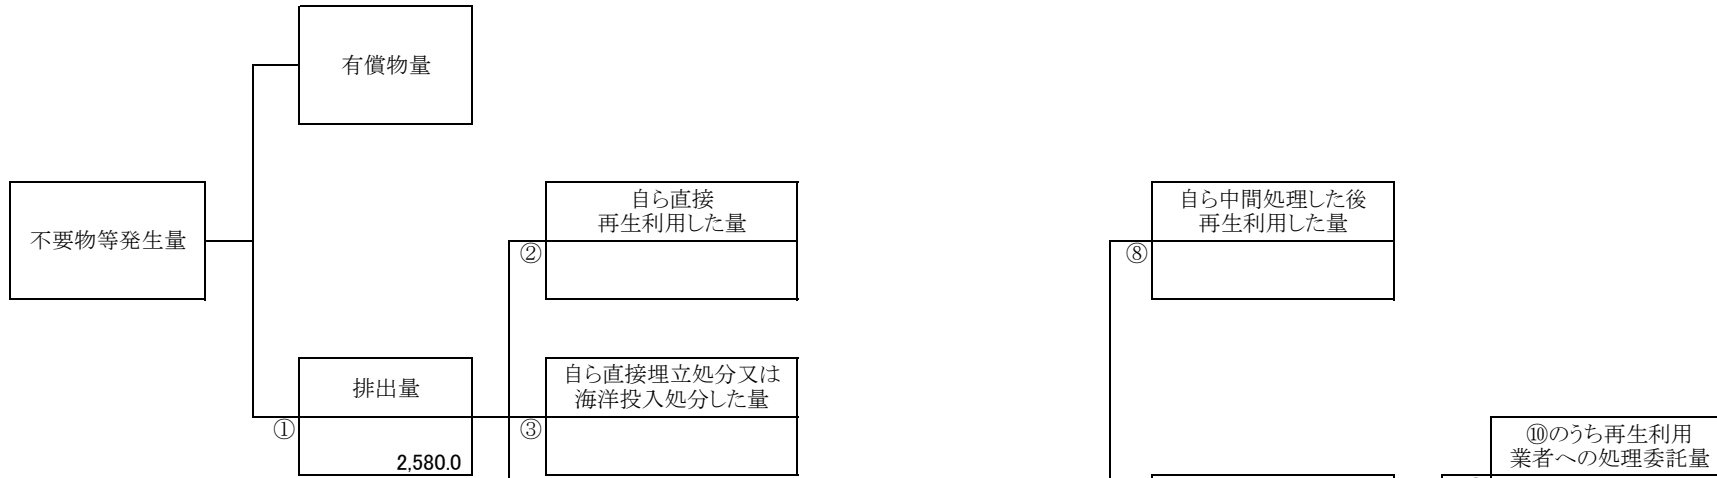 有償物量
不要物等発生量
自ら直接
再生利用した量
②
自ら中間処理した後
再生利用した量
⑧
排出量
①
2,580.0
自ら直接埋立処分又は
海洋投入処分した量
③
⑩のうち再生利用
業者への処理委託量